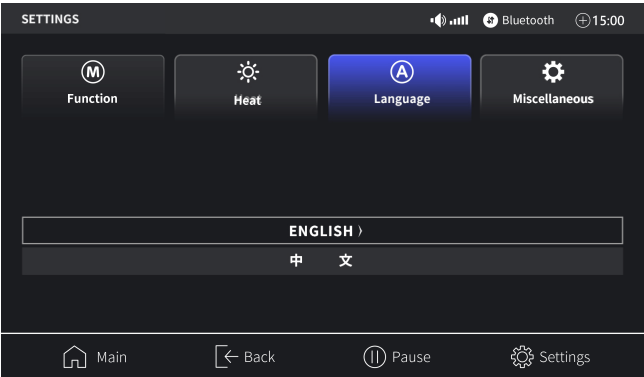 SETTINGS Bluetooth 15:00
M A
Function Heat Language Miscellaneous
ENGLISH 〉
中 文
Main Back Pause Settings